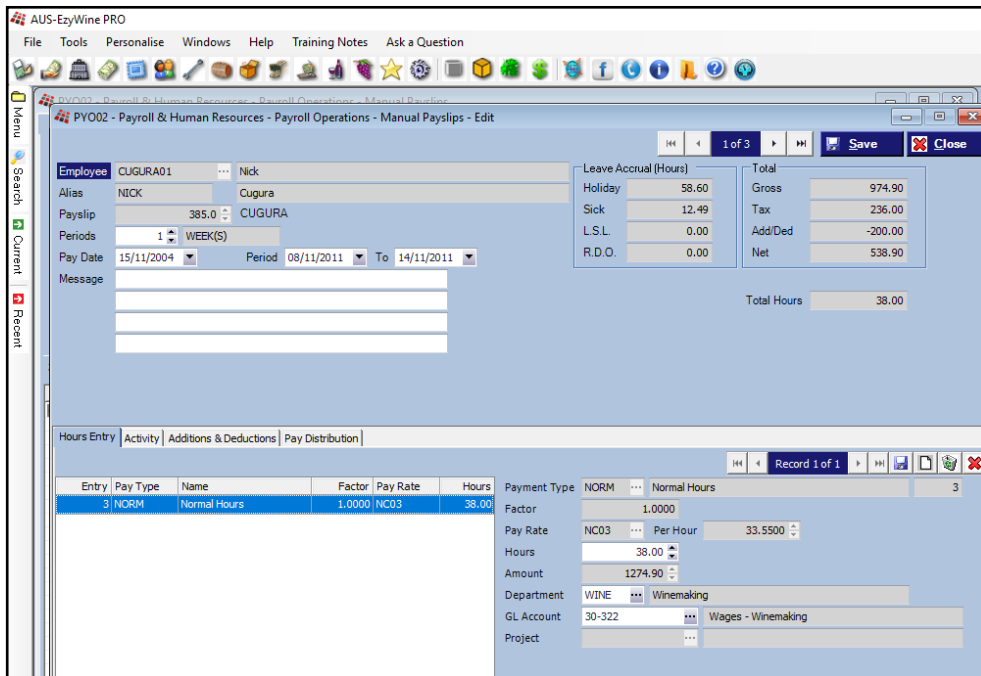 AUS-EzyWine PRO
File Tools Personalise Windows Help Training Notes Ask a Question
PYO02 - Payroll & Human Resources - Payroll Operations - Manual Payslips
PYO02 - Payroll & Human Resources - Payroll Operations - Manual Payslips - Edit
Menu
Search
Current
Recent
1 of 3 Save Close
Employee CUGURA01 ... Nick
Alias NICK Cugura
Payslip 385.0 CUGURA
Periods 1 WEEK(S)
Pay Date 15/11/2004 Period 08/11/2011 To 14/11/2011
Message
Leave Accrual (Hours)
Holiday 58.60
Sick 12.49
L.S.L. 0.00
R.D.O. 0.00
Total
Gross 974.90
Tax 236.00
Add/Ded -200.00
Net 538.90
Total Hours 38.00
Hours Entry Activity Additions & Deductions Pay Distribution
Record 1 of 1
Entry Pay Type Name Factor Pay Rate Hours
3 NORM Normal Hours 1.0000 NC03 38.00
Payment Type NORM ... Normal Hours 3
Factor 1.0000
Pay Rate NC03 ... Per Hour 33.5500
Hours 38.00
Amount 1274.90
Department WINE ... Winemaking
GL Account 30-322 ... Wages - Winemaking
Project ...